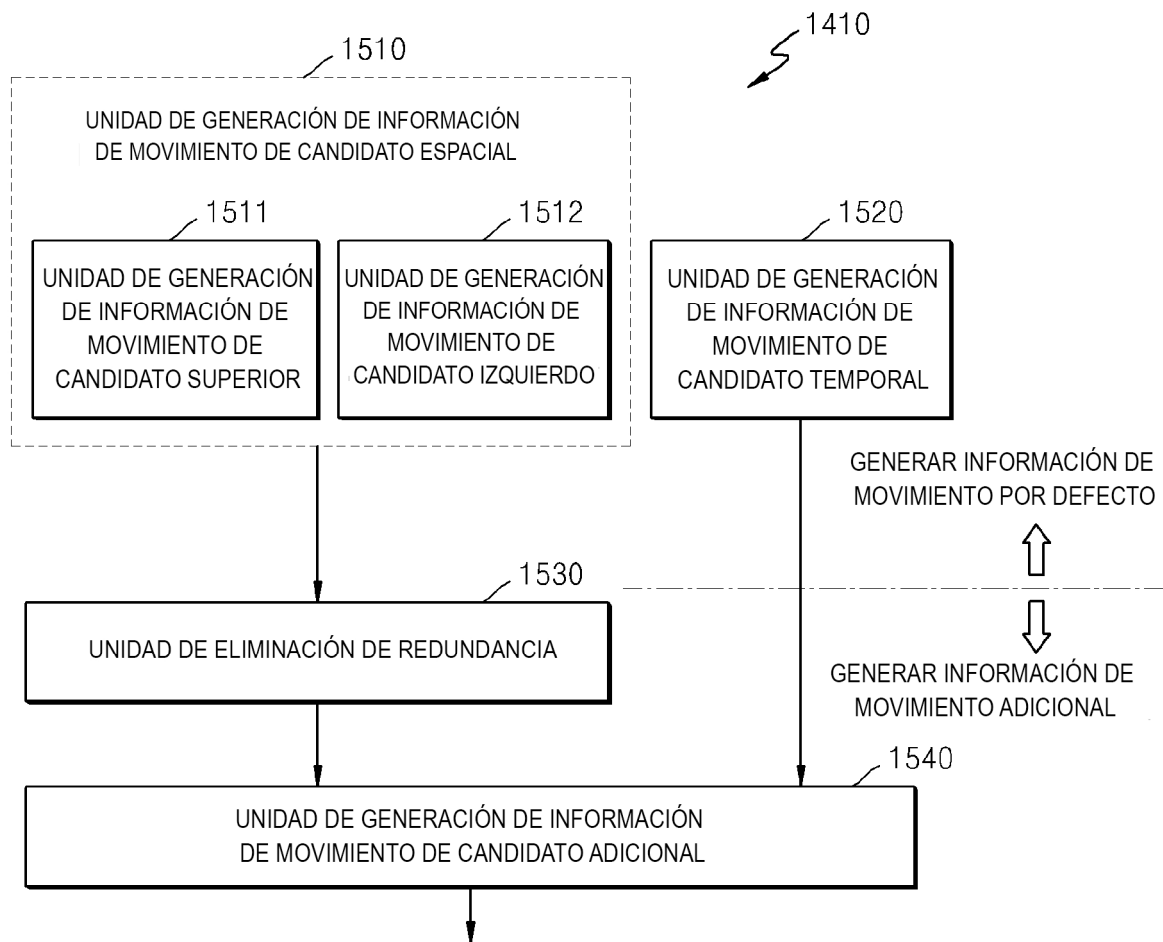 1410
1510
UNIDAD DE GENERACIÓN DE INFORMACIÓN
DE MOVIMIENTO DE CANDIDATO ESPACIAL
1511
UNIDAD DE GENERACIÓN
DE INFORMACIÓN DE
MOVIMIENTO DE
CANDIDATO SUPERIOR
1512
UNIDAD DE GENERACIÓN
DE INFORMACIÓN DE
MOVIMIENTO DE
CANDIDATO IZQUIERDO
1520
UNIDAD DE GENERACIÓN
DE INFORMACIÓN DE
MOVIMIENTO DE
CANDIDATO TEMPORAL
GENERAR INFORMACIÓN DE
MOVIMIENTO POR DEFECTO
1530
UNIDAD DE ELIMINACIÓN DE REDUNDANCIA
GENERAR INFORMACIÓN DE
MOVIMIENTO ADICIONAL
1540
UNIDAD DE GENERACIÓN DE INFORMACIÓN
DE MOVIMIENTO DE CANDIDATO ADICIONAL